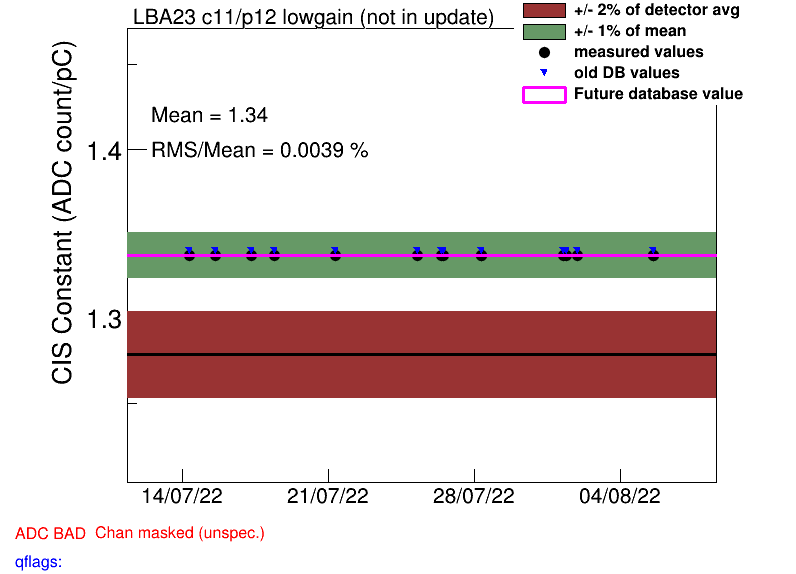 LBA23 c11/p12 lowgain (not in update)
+/- 2% of detector avg
+/- 1% of mean
measured values
old DB values
Future database value
CIS Constant (ADC count/pC)
Mean = 1.34
RMS/Mean = 0.0039 %
1.4
1.3
14/07/22 21/07/22 28/07/22 04/08/22
ADC BAD Chan masked (unspec.)
qflags: